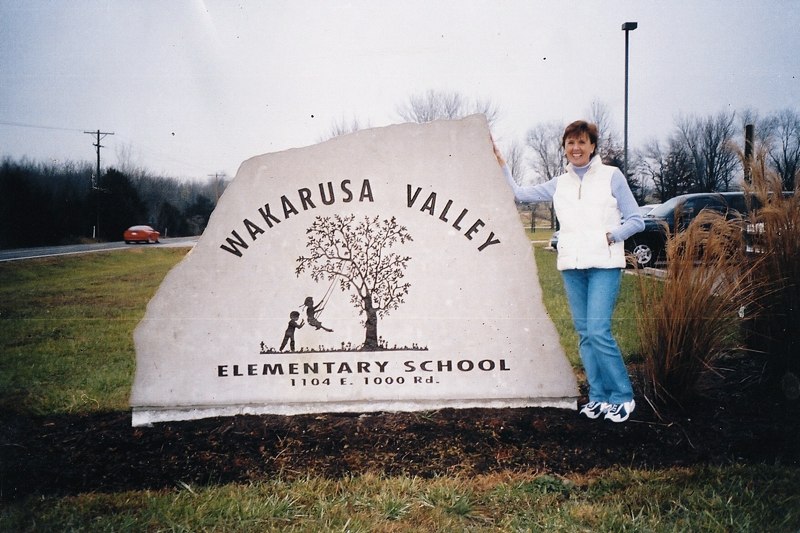 WAKARUSA VALLEY
ELEMENTARY SCHOOL
1104 E. 1000 Rd.